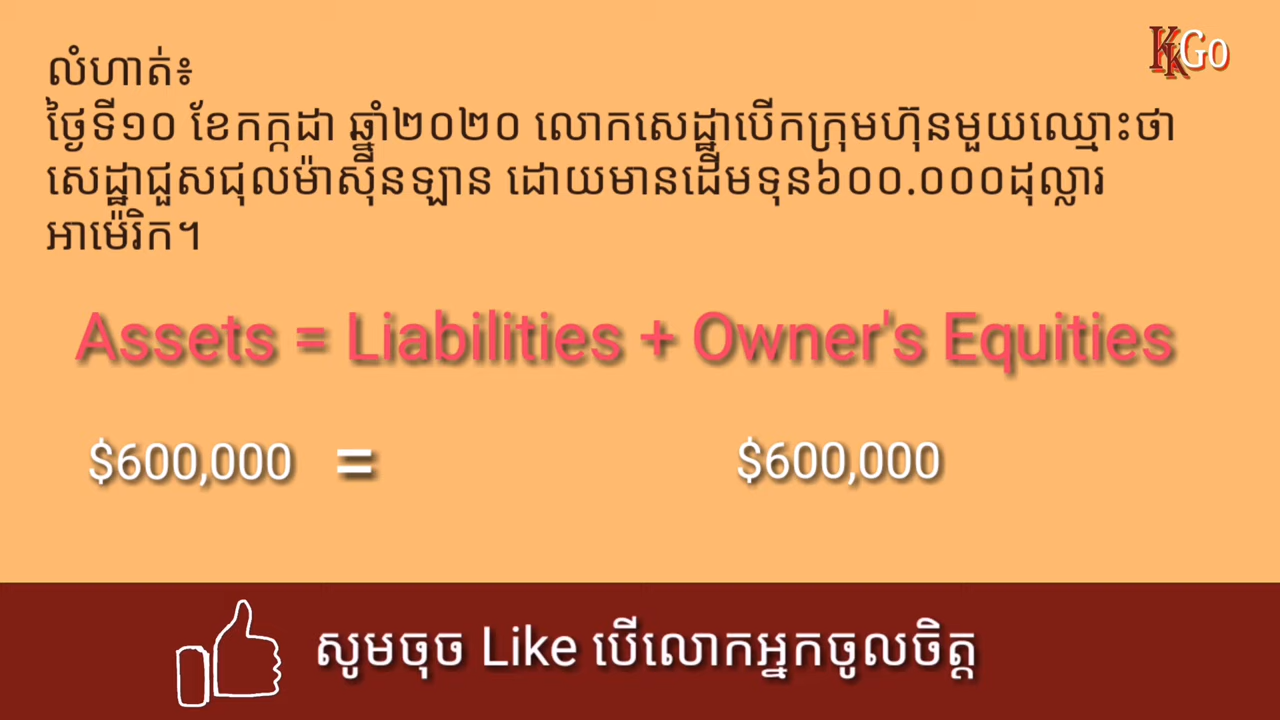 KK Go
លំហាត់៖
ថ្ងៃទី១០ ខែកក្កដា ឆ្នាំ២០២០ លោកសេដ្ឋាបើកក្រុមហ៊ុនមួយឈ្មោះថា
សេដ្ឋាជួសជុលម៉ាស៊ីនឡាន ដោយមានដើមទុន៦០០.០០០ដុល្លារ
អាម៉េរិក។
Assets = Liabilities + Owner's Equities
$600,000 = $600,000
សូមចុច Like បើលោកអ្នកចូលចិត្ត